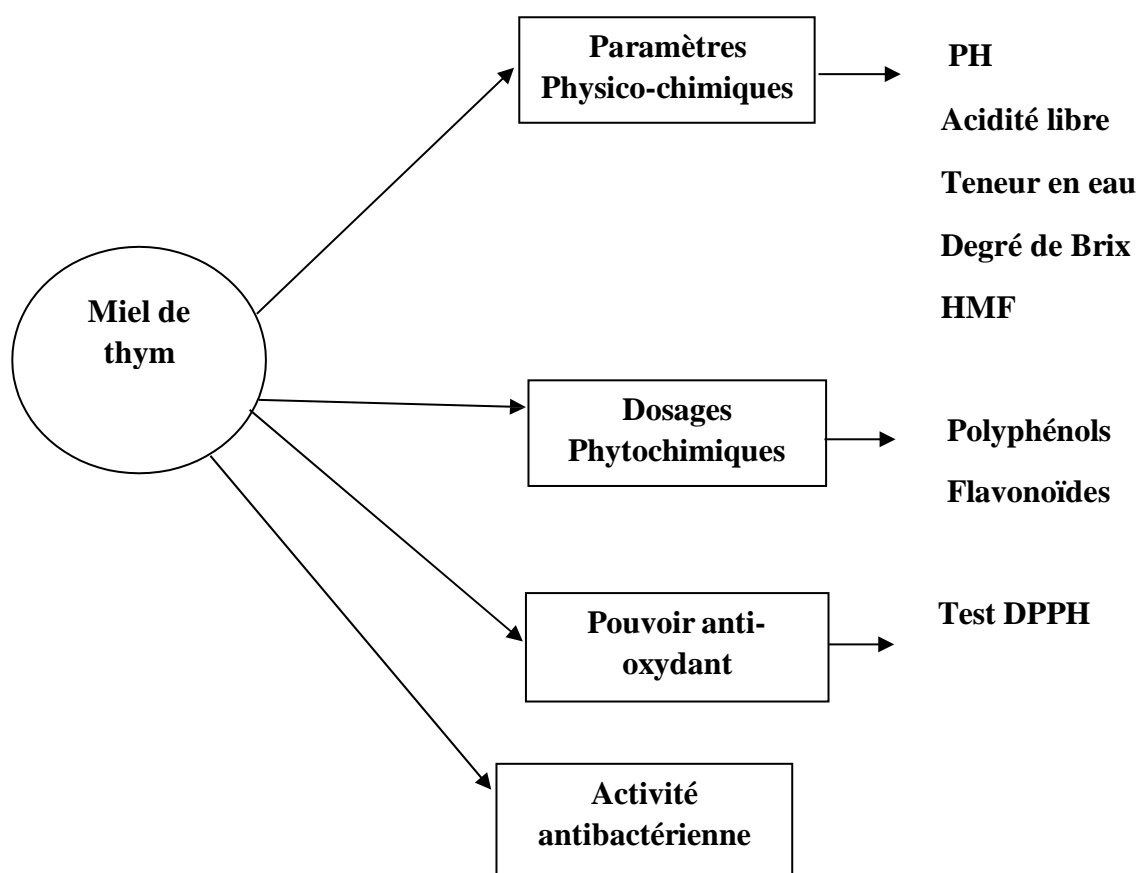 Miel de
thym
Paramètres
Physico-chimiques
PH
Acidité libre
Teneur en eau
Degré de Brix
HMF
Dosages
Phytochimiques
Polyphénols
Flavonoïdes
Pouvoir anti-
oxydant
Test DPPH
Activité
antibactérienne